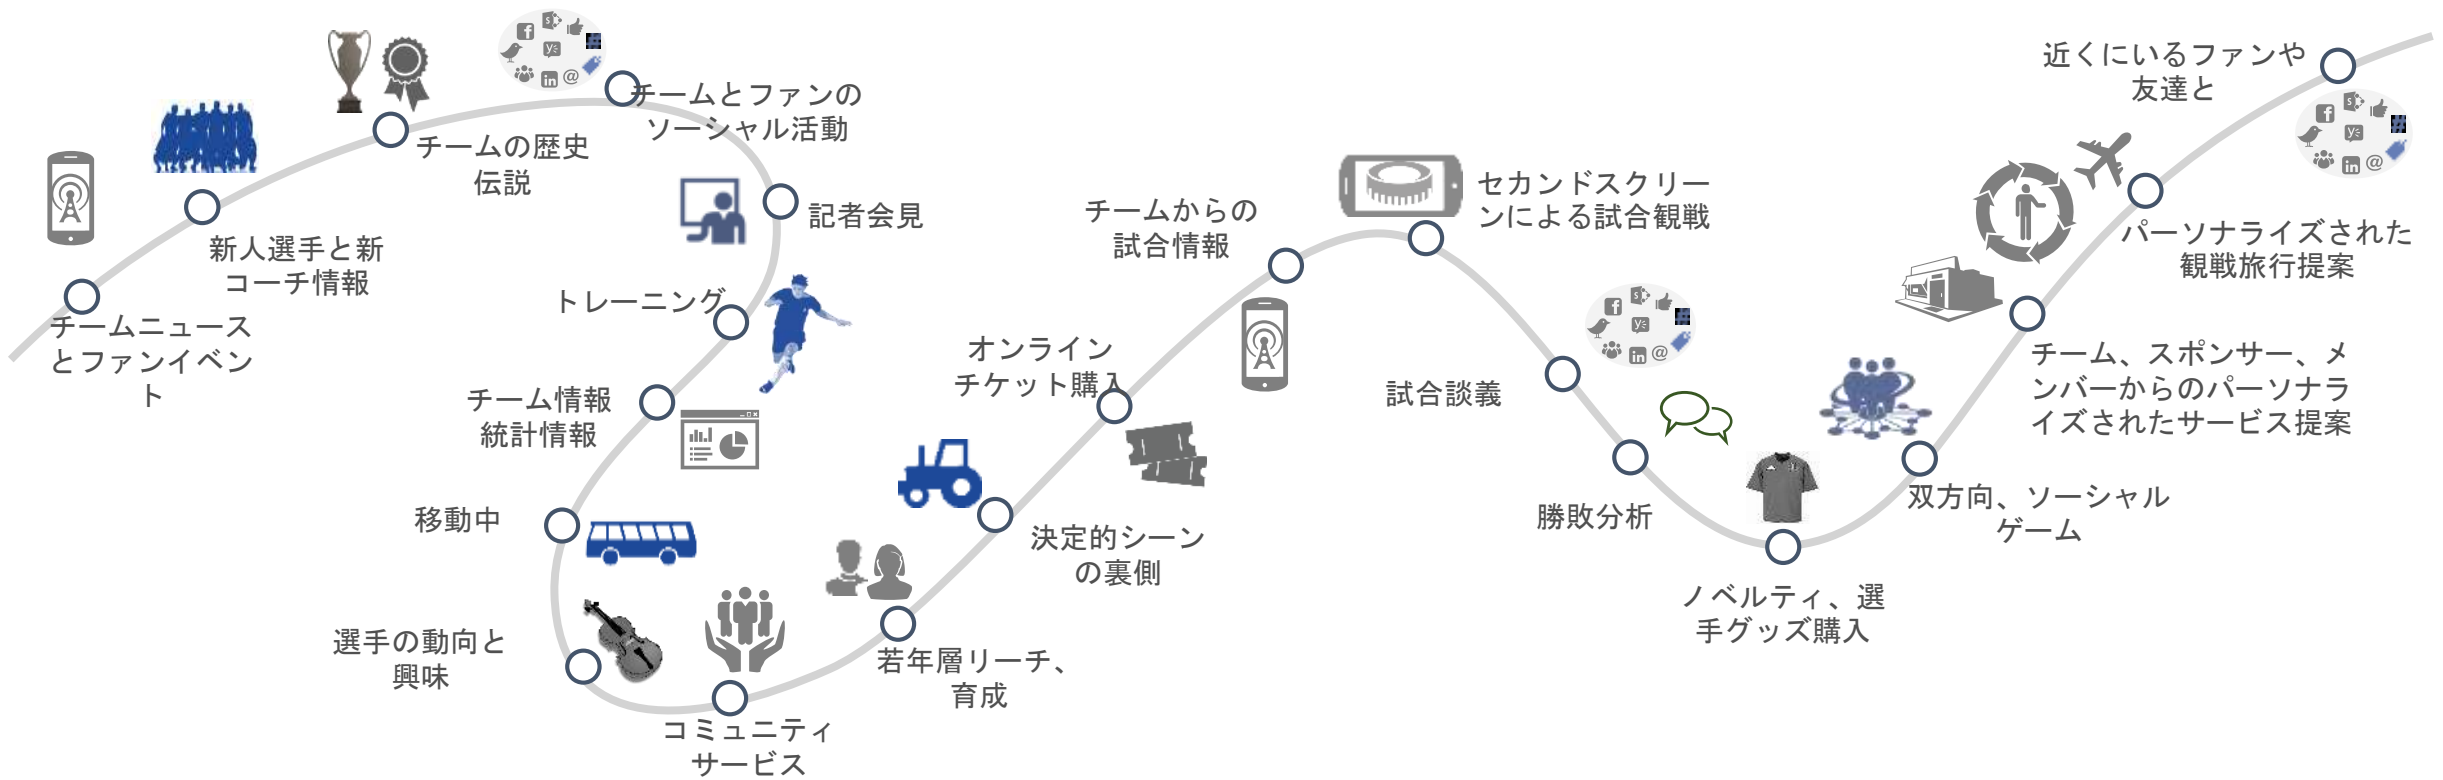 チームニュース
とファンイベン
ト
新人選手と新
コーチ情報
チームの歴史
伝説
チームとファンの
ソーシャル活動
記者会見
トレーニング
チーム情報
統計情報
移動中
選手の動向と
興味
コミュニティ
サービス
若年層リーチ、
育成
決定的シーン
の裏側
オンライン
チケット購入
チームからの
試合情報
セカンドスクリー
ンによる試合観戦
試合談義
勝敗分析
ノベルティ、選
手グッズ購入
双方向、ソーシャル
ゲーム
チーム、スポンサー、メ
ンバーからのパーソナラ
イズされたサービス提案
パーソナライズされた
観戦旅行提案
近くにいるファンや
友達と